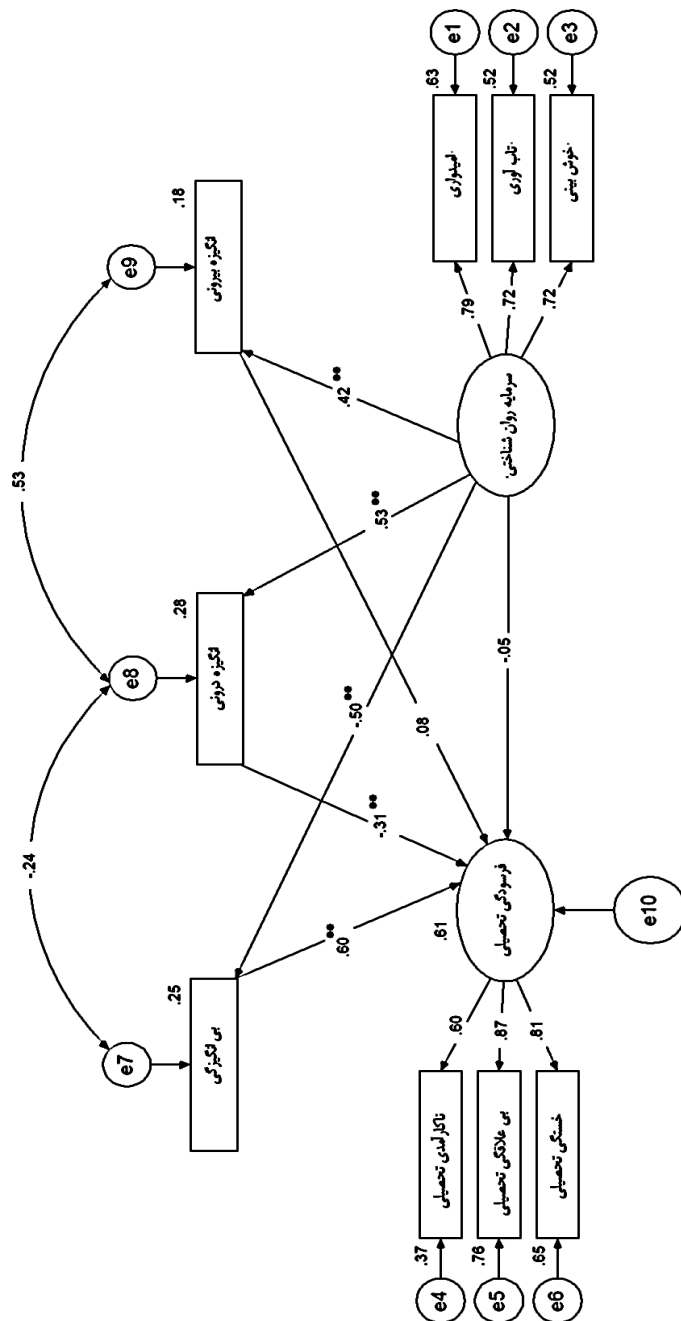 e9
e8
e7
.53
-.24
.18
انگیزه بیرونی
.28
انگیزه درونی
.25
بی انگیزگی
.42**
.53**
-.50**
.08
-.31**
.60**
-.05
سرمایه روان شناختی.
.79
.72
.72
.63
امیدواری
e1
.52
تاب آوری
e2
.52
خوش بینی
e3
.61
فرسودگی تحصیلی
e10
.60
.87
.81
.37
ناکارآمدی تحصیلی
e4
.76
بی علاقگی تحصیلی
e5
.65
خستگی تحصیلی
e6